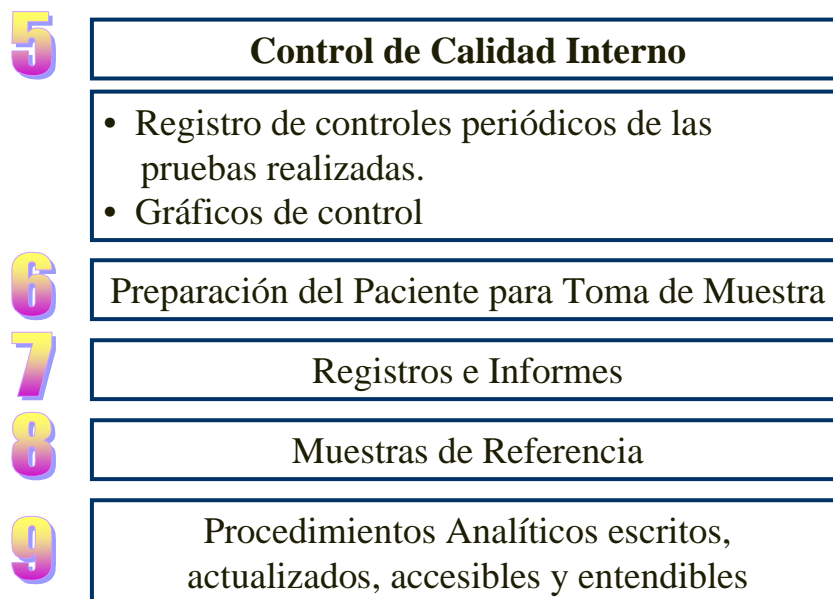 5
Control de Calidad Interno
• Registro de controles periódicos de las
pruebas realizadas.
• Gráficos de control
6
Preparación del Paciente para Toma de Muestra
7
Registros e Informes
8
Muestras de Referencia
9
Procedimientos Analíticos escritos,
actualizados, accesibles y entendibles